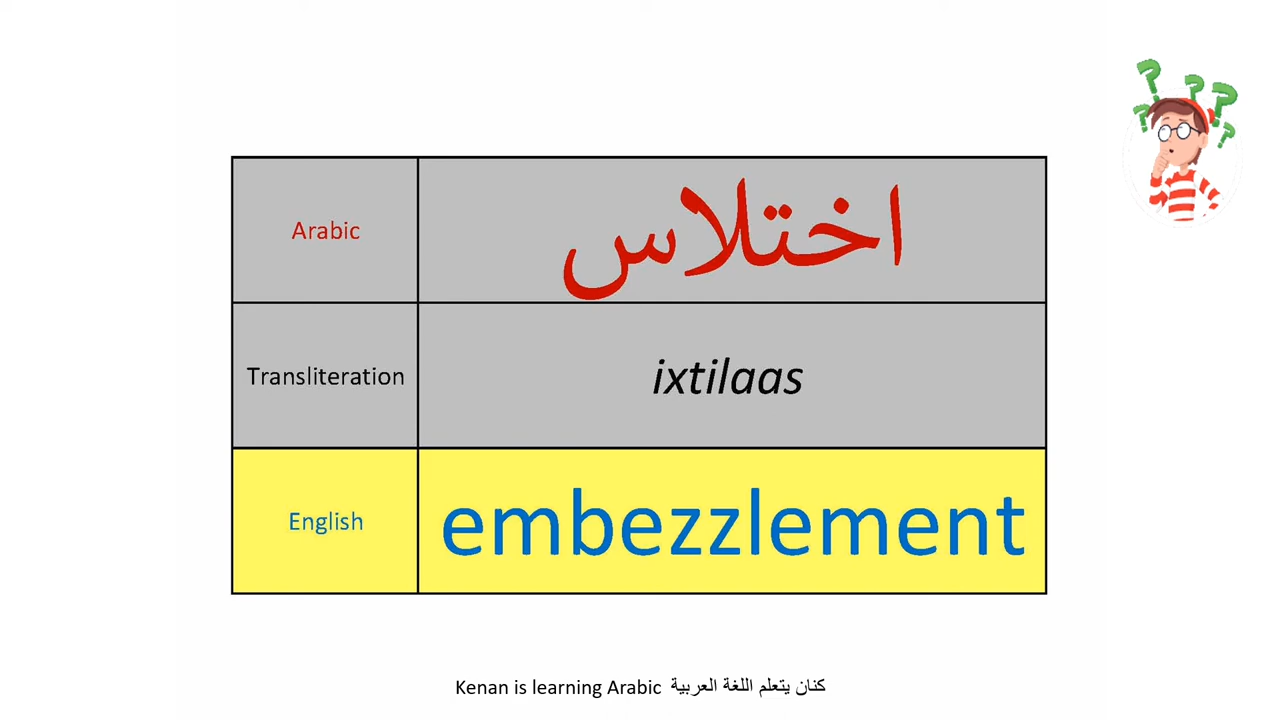 Arabic اختلاس
Transliteration ixtilaas
English embezzlement
Kenan is learning Arabic كنان يتعلم اللغة العربية